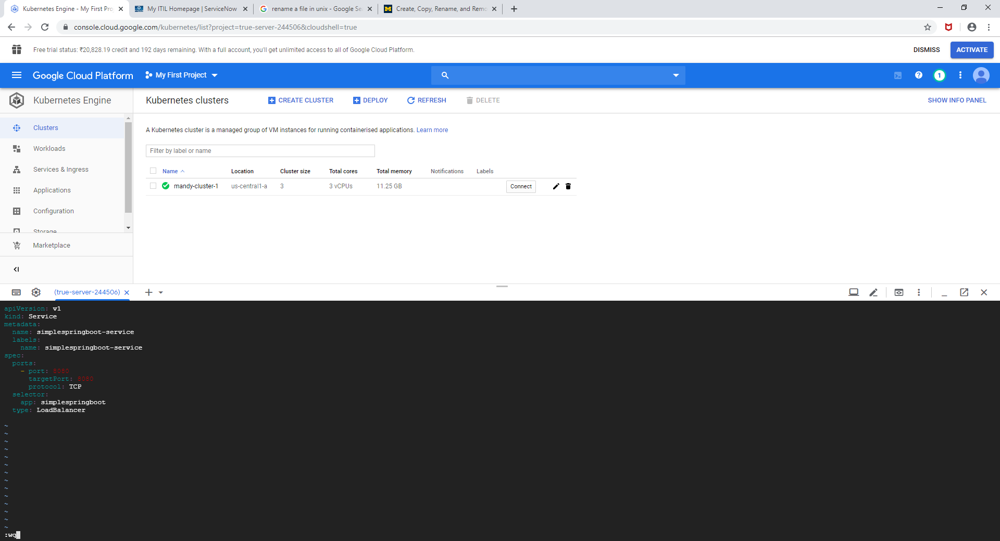 Kubernetes Engine - My First Pro
My ITIL Homepage | ServiceNow
rename a file in unix - Google Se
Create, Copy, Rename, and Remo
console.cloud.google.com/kubernetes/list?project=true-server-244506&cloudshell=true
Free trial status: ₹20,828.19 credit and 192 days remaining. With a full account, you'll get unlimited access to all of Google Cloud Platform.
DISMISS
ACTIVATE
Google Cloud Platform
My First Project
1
Kubernetes Engine
Kubernetes clusters
CREATE CLUSTER
DEPLOY
REFRESH
DELETE
SHOW INFO PANEL
Clusters
Workloads
Services & Ingress
Applications
Configuration
Storage
Marketplace
A Kubernetes cluster is a managed group of VM instances for running containerised applications. Learn more
Filter by label or name
Name Location Cluster size Total cores Total memory Notifications Labels
mandy-cluster-1 us-central1-a 3 3 vCPUs 11.25 GB Connect
(true-server-244506)
apiVersion: v1
kind: Service
metadata:
  name: simplespringboot-service
  labels:
    name: simplespringboot-service
spec:
  ports:
    - port: 8080
      targetPort: 8080
      protocol: TCP
  selector:
    app: simplespringboot
  type: LoadBalancer
~
~
~
~
~
~
~
~
~
~
~
~
~
~
:wq